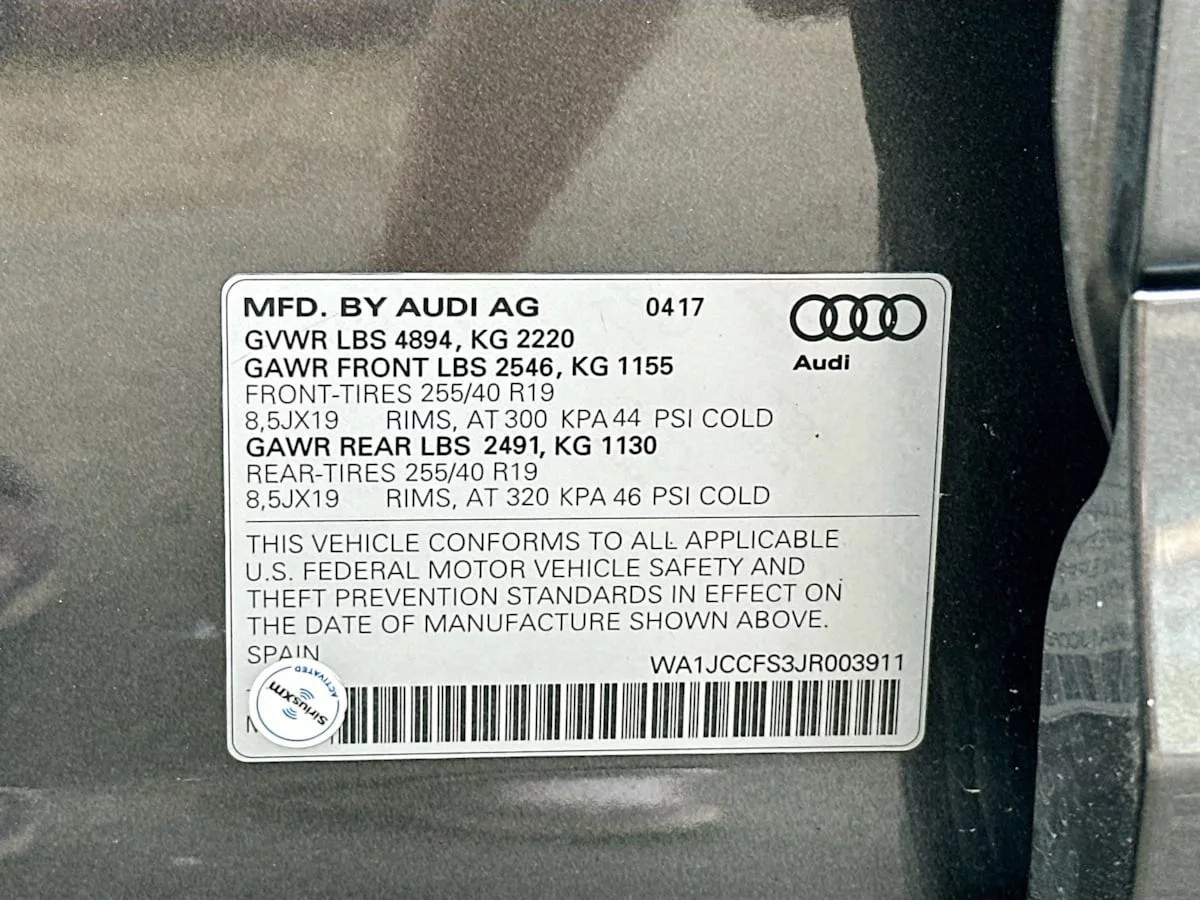 MFD. BY AUDI AG 0417
GVWR LBS 4894, KG 2220
GAWR FRONT LBS 2546, KG 1155
Audi
FRONT-TIRES 255/40 R19
8,5JX19 RIMS, AT 300 KPA 44 PSI COLD
GAWR REAR LBS 2491, KG 1130
REAR-TIRES 255/40 R19
8,5JX19 RIMS, AT 320 KPA 46 PSI COLD
THIS VEHICLE CONFORMS TO ALL APPLICABLE
U.S. FEDERAL MOTOR VEHICLE SAFETY AND
THEFT PREVENTION STANDARDS IN EFFECT ON
THE DATE OF MANUFACTURE SHOWN ABOVE.
SPAIN
WA1JCCFS3JR003911
ACTIVATED
SiriusXM